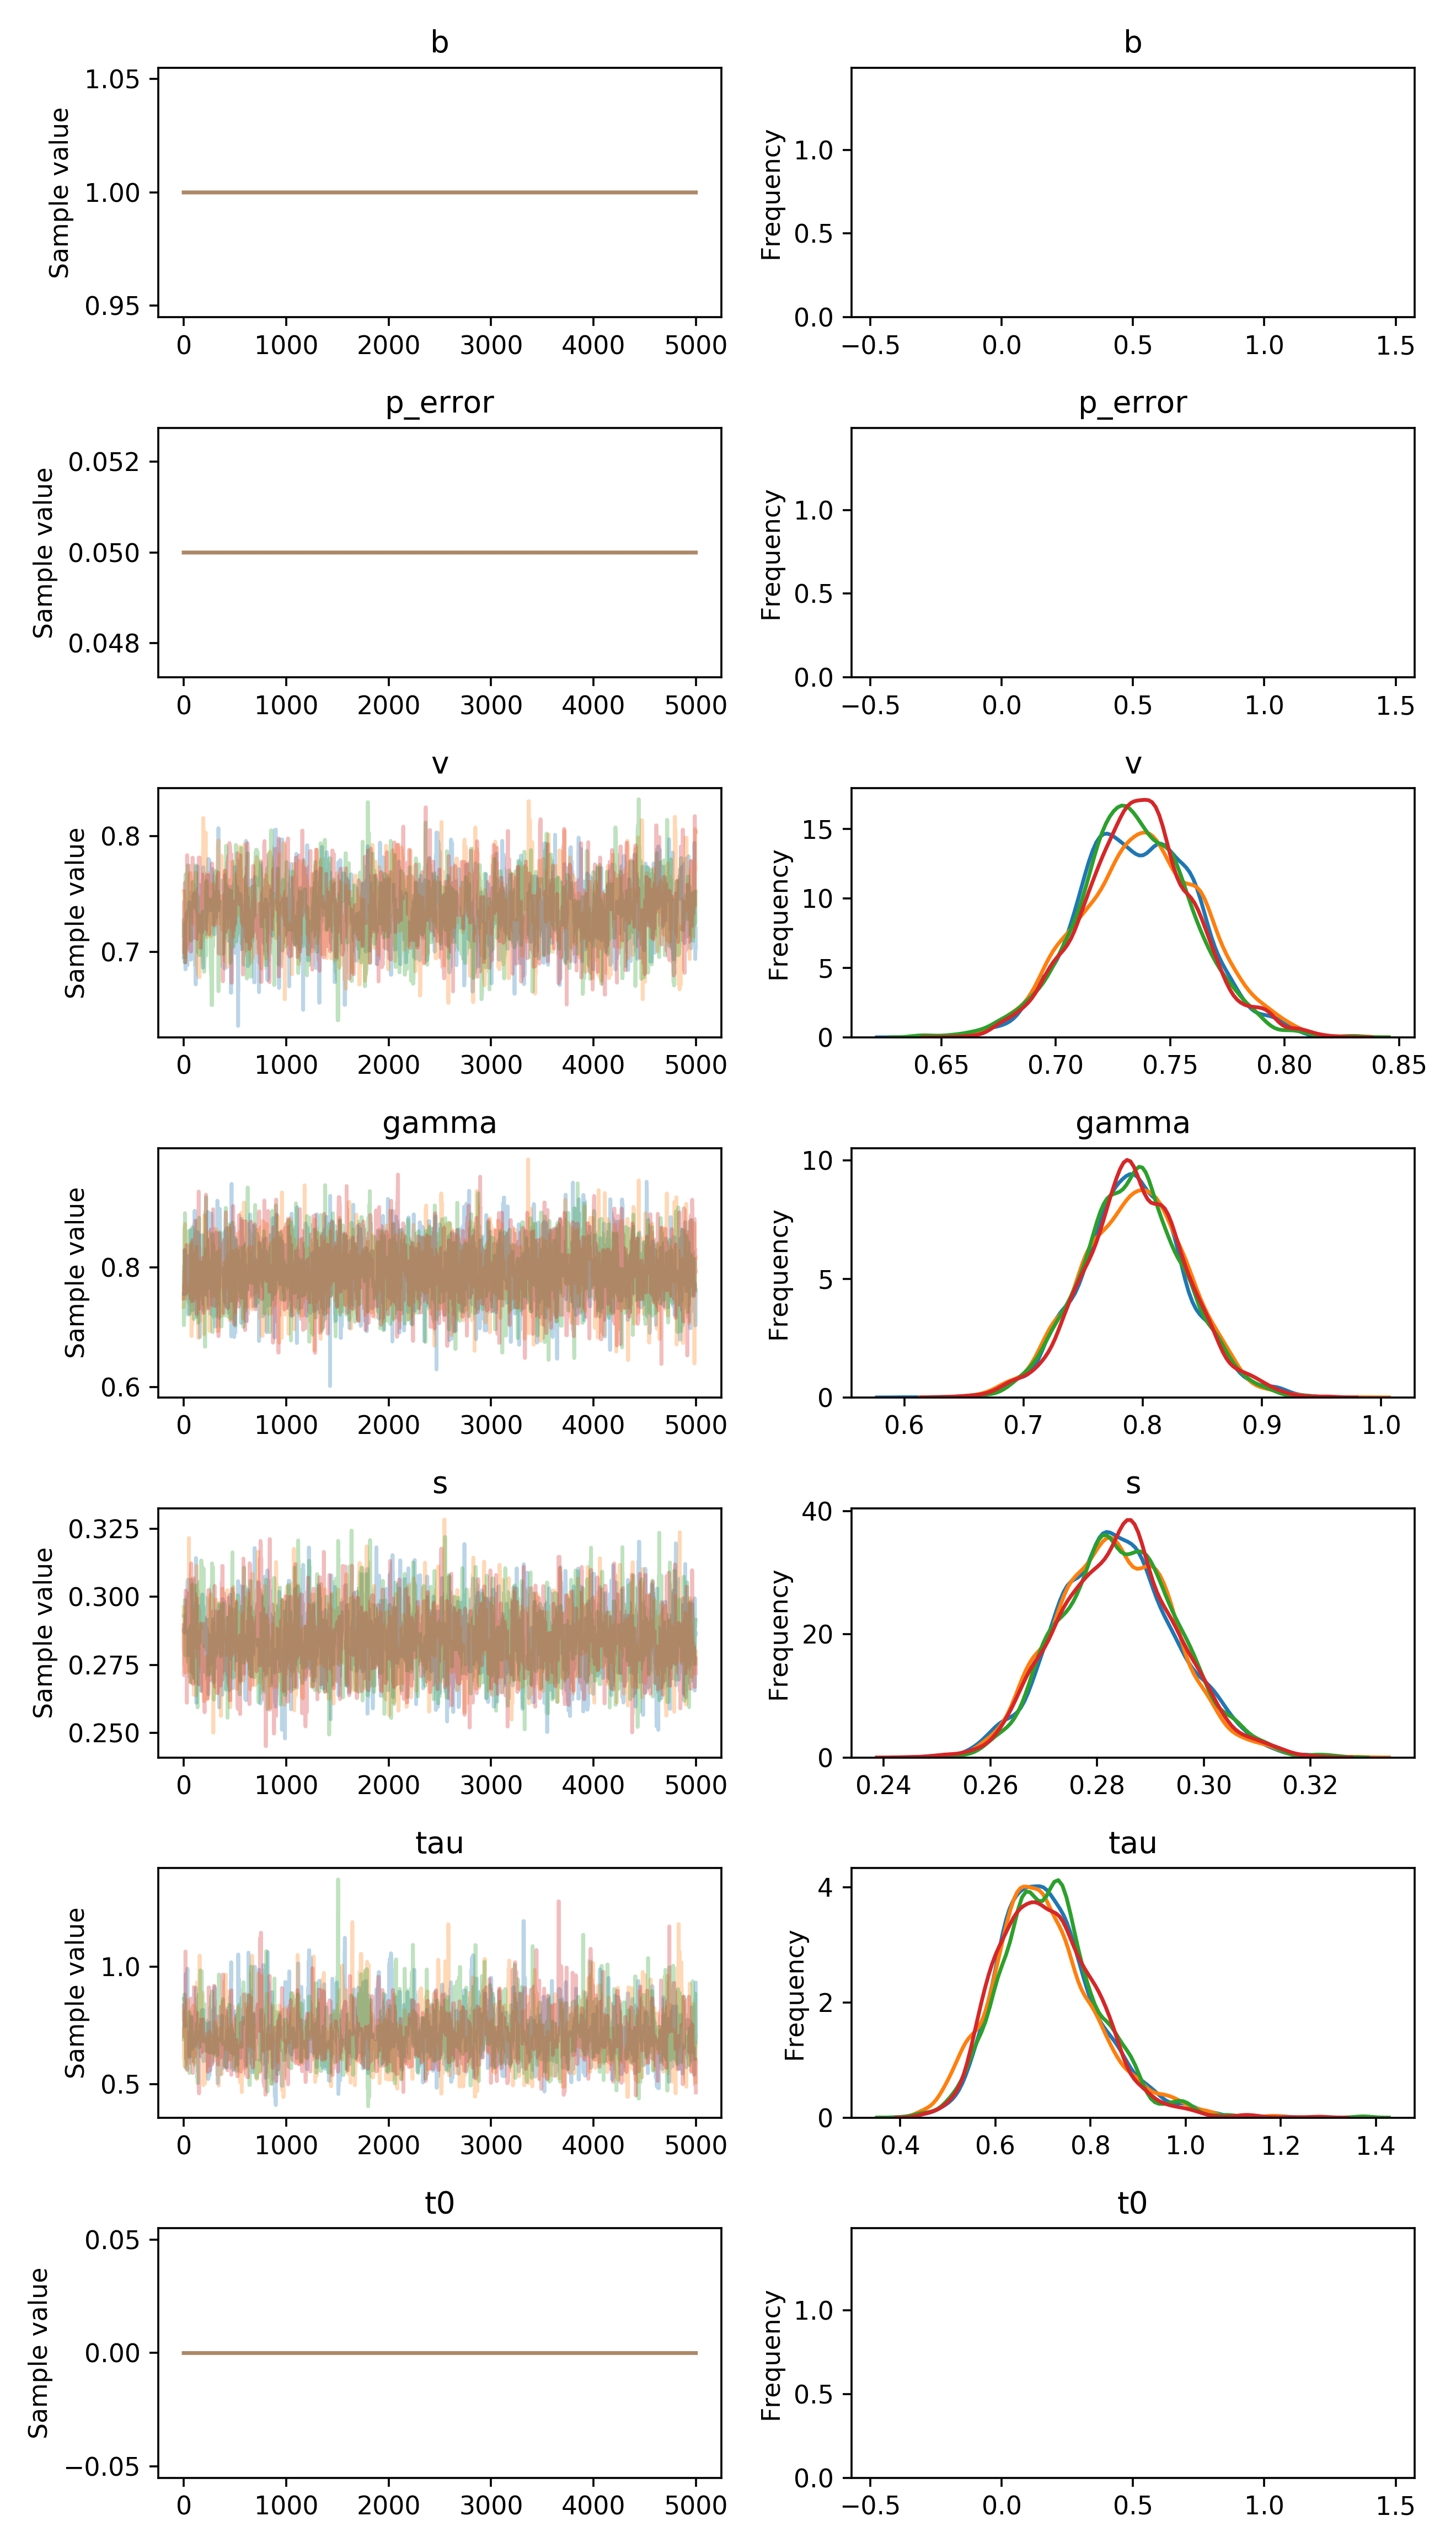 b b
Sample value 1.05 1.00 0.95
0 1000 2000 3000 4000 5000
Frequency 1.0 0.5 0.0
−0.5 0.0 0.5 1.0 1.5
p_error p_error
Sample value 0.052 0.050 0.048
0 1000 2000 3000 4000 5000
Frequency 1.0 0.5 0.0
−0.5 0.0 0.5 1.0 1.5
v v
Sample value 0.8 0.7
0 1000 2000 3000 4000 5000
Frequency 15 10 5 0
0.65 0.70 0.75 0.80 0.85
gamma gamma
Sample value 0.8 0.6
0 1000 2000 3000 4000 5000
Frequency 10 5 0
0.6 0.7 0.8 0.9 1.0
s s
Sample value 0.325 0.300 0.275 0.250
0 1000 2000 3000 4000 5000
Frequency 40 20 0
0.24 0.26 0.28 0.30 0.32
tau tau
Sample value 1.0 0.5
0 1000 2000 3000 4000 5000
Frequency 4 2 0
0.4 0.6 0.8 1.0 1.2 1.4
t0 t0
Sample value 0.05 0.00 −0.05
0 1000 2000 3000 4000 5000
Frequency 1.0 0.5 0.0
−0.5 0.0 0.5 1.0 1.5